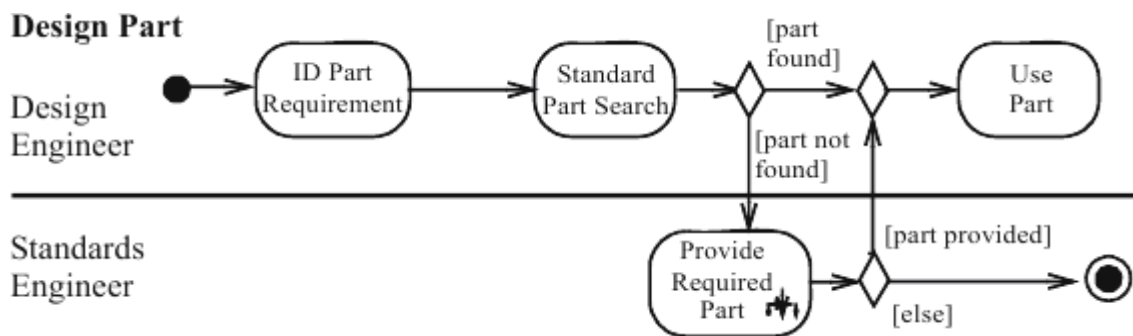 Design Part
Design
Engineer
ID Part
Requirement
Standard
Part Search
[part
found]
Use
Part
[part not
found]
Standards
Engineer
Provide
Required
Part
[part provided]
[else]